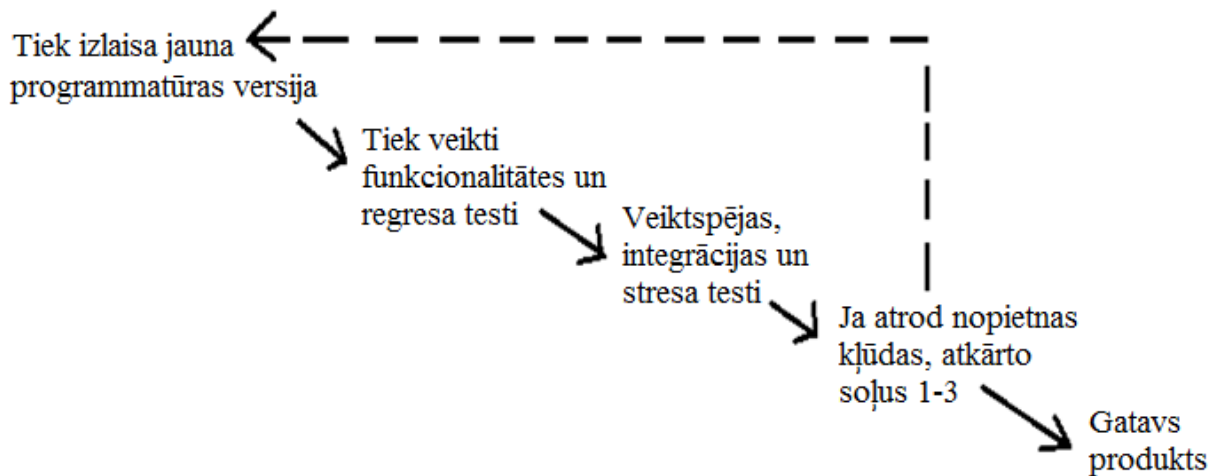 Tiek izlaisa jauna
programmatūras versija
Tiek veikti
funkcionalitātes un
regresa testi
Veiktspējas,
integrācijas un
stresa testi
Ja atrod nopietnas
kļūdas, atkārto
soļus 1-3
Gatavs
produkts